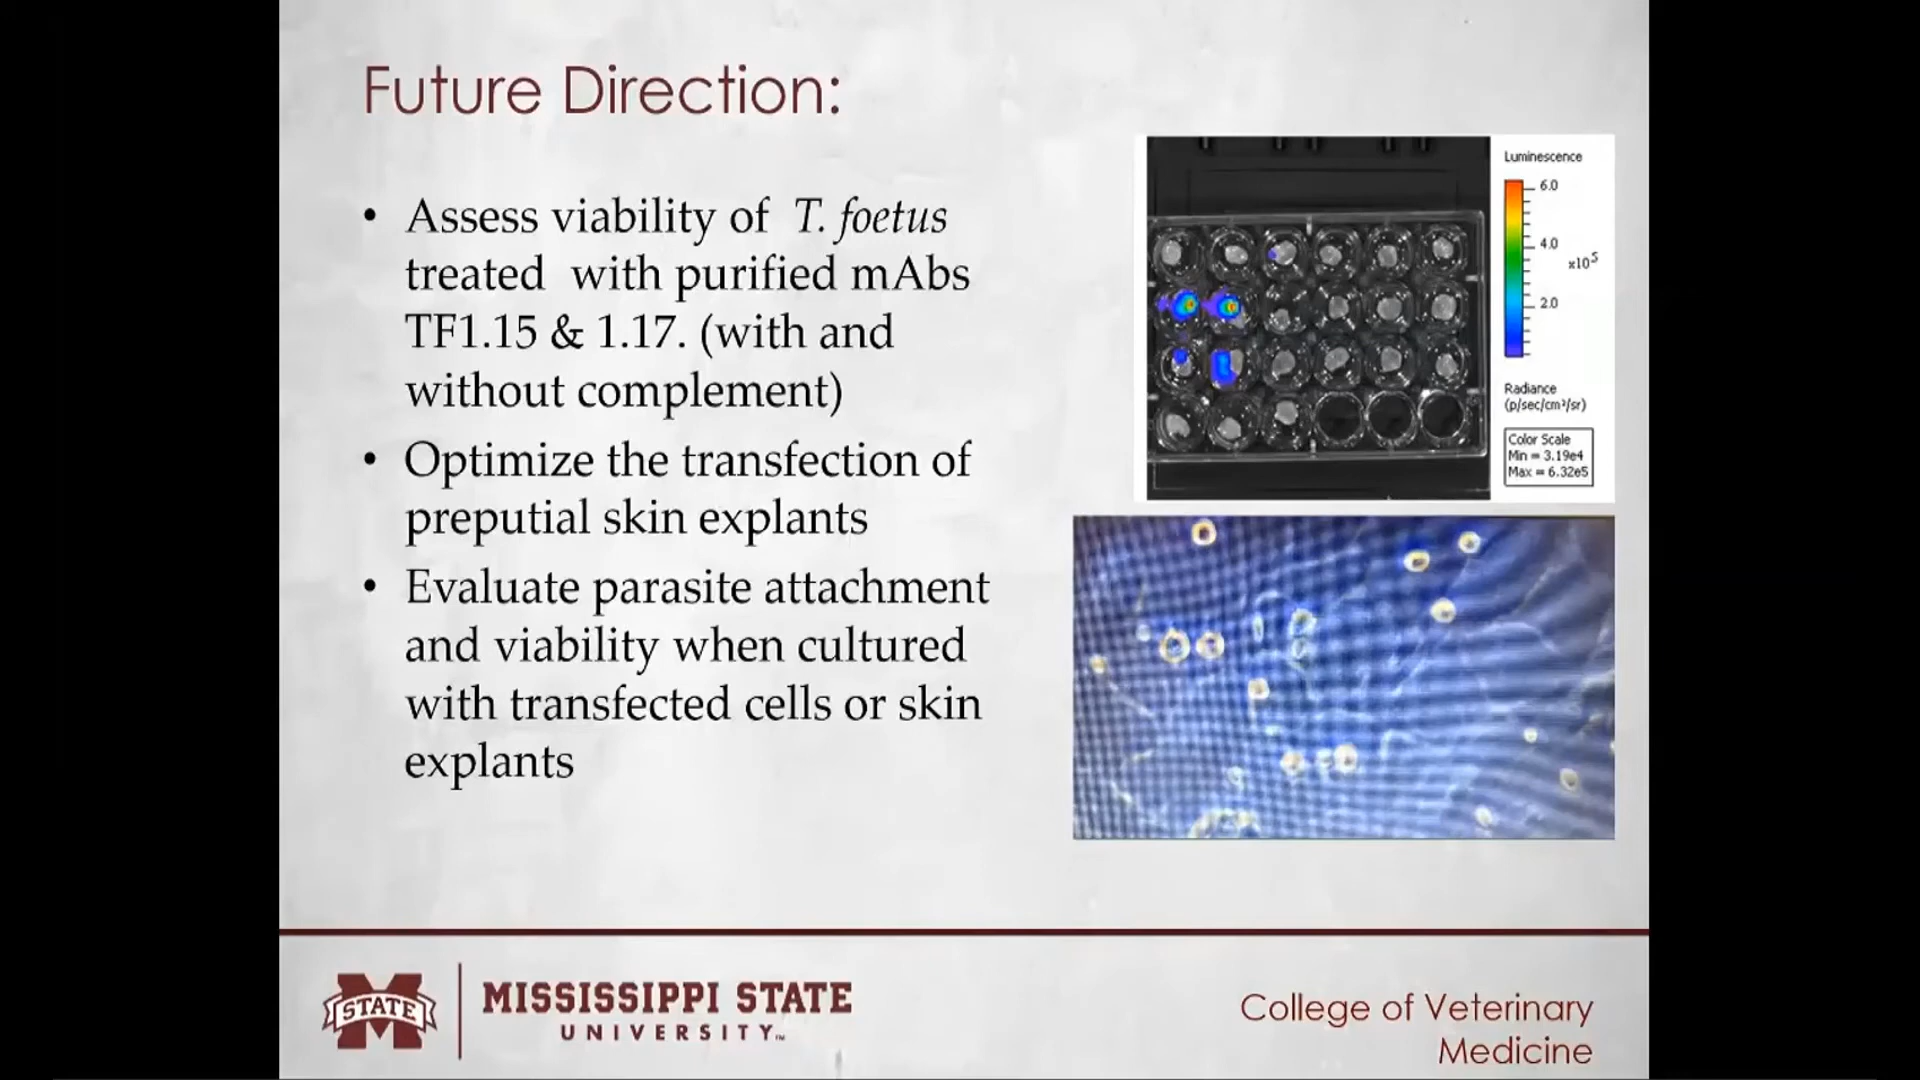 Future Direction:
• Assess viability of T. foetus
treated with purified mAbs
TF1.15 & 1.17. (with and
without complement)
• Optimize the transfection of
preputial skin explants
• Evaluate parasite attachment
and viability when cultured
with transfected cells or skin
explants
Luminescence
6.0
4.0
x10⁵
2.0
Radiance
(p/sec/cm²/sr)
Color Scale
Min = 3.19e4
Max = 6.32e5
STATE
MISSISSIPPI STATE
UNIVERSITY™
College of Veterinary
Medicine